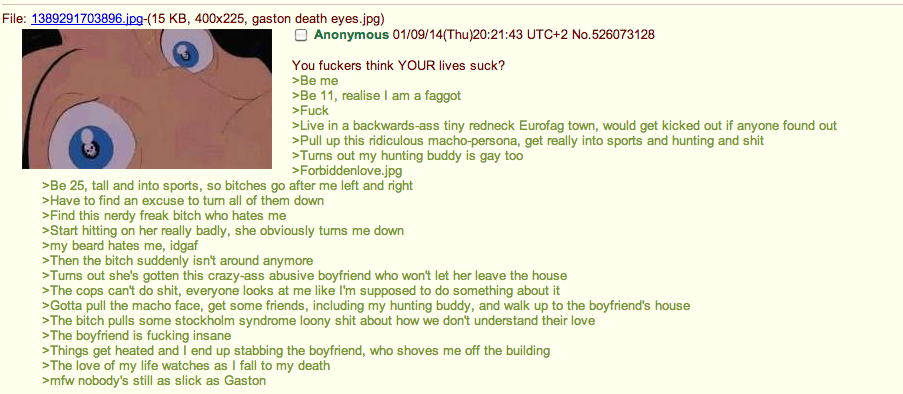 File: 1389291703896.jpg-(15 KB, 400x225, gaston death eyes.jpg)
Anonymous 01/09/14(Thu)20:21:43 UTC+2 No.526073128
You fuckers think YOUR lives suck?
>Be me
>Be 11, realise I am a faggot
>Fuck
>Live in a backwards-ass tiny redneck Eurofag town, would get kicked out if anyone found out
>Pull up this ridiculous macho-persona, get really into sports and hunting and shit
>Turns out my hunting buddy is gay too
>Forbiddenlove.jpg
>Be 25, tall and into sports, so bitches go after me left and right
>Have to find an excuse to turn all of them down
>Find this nerdy freak bitch who hates me
>Start hitting on her really badly, she obviously turns me down
>my beard hates me, idgaf
>Then the bitch suddenly isn't around anymore
>Turns out she's gotten this crazy-ass abusive boyfriend who won't let her leave the house
>The cops can't do shit, everyone looks at me like I'm supposed to do something about it
>Gotta pull the macho face, get some friends, including my hunting buddy, and walk up to the boyfriend's house
>The bitch pulls some stockholm syndrome loony shit about how we don't understand their love
>The boyfriend is fucking insane
>Things get heated and I end up stabbing the boyfriend, who shoves me off the building
>The love of my life watches as I fall to my death
>mfw nobody's still as slick as Gaston